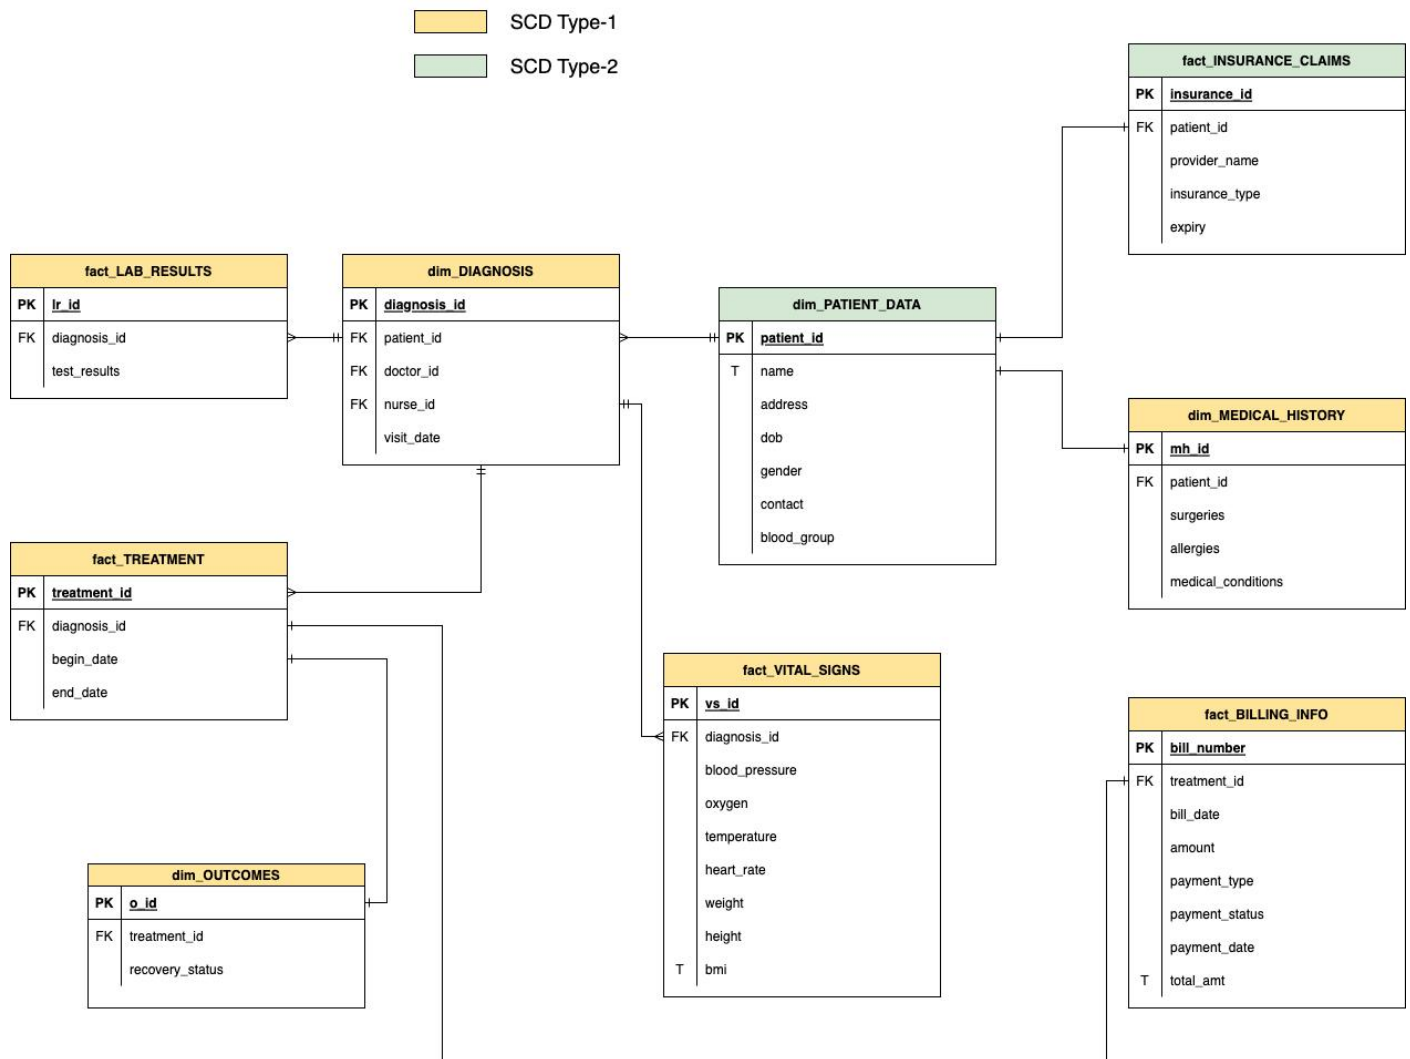 SCD Type-1
SCD Type-2
fact_INSURANCE_CLAIMS
PK insurance_id
FK patient_id
provider_name
insurance_type
expiry
fact_LAB_RESULTS
PK lr_id
FK diagnosis_id
test_results
dim_DIAGNOSIS
PK diagnosis_id
FK patient_id
FK doctor_id
FK nurse_id
visit_date
dim_PATIENT_DATA
PK patient_id
T name
address
dob
gender
contact
blood_group
dim_MEDICAL_HISTORY
PK mh_id
FK patient_id
surgeries
allergies
medical_conditions
fact_TREATMENT
PK treatment_id
FK diagnosis_id
begin_date
end_date
fact_VITAL_SIGNS
PK vs_id
FK diagnosis_id
blood_pressure
oxygen
temperature
heart_rate
weight
height
T bmi
fact_BILLING_INFO
PK bill_number
FK treatment_id
bill_date
amount
payment_type
payment_status
payment_date
T total_amt
dim_OUTCOMES
PK o_id
FK treatment_id
recovery_status